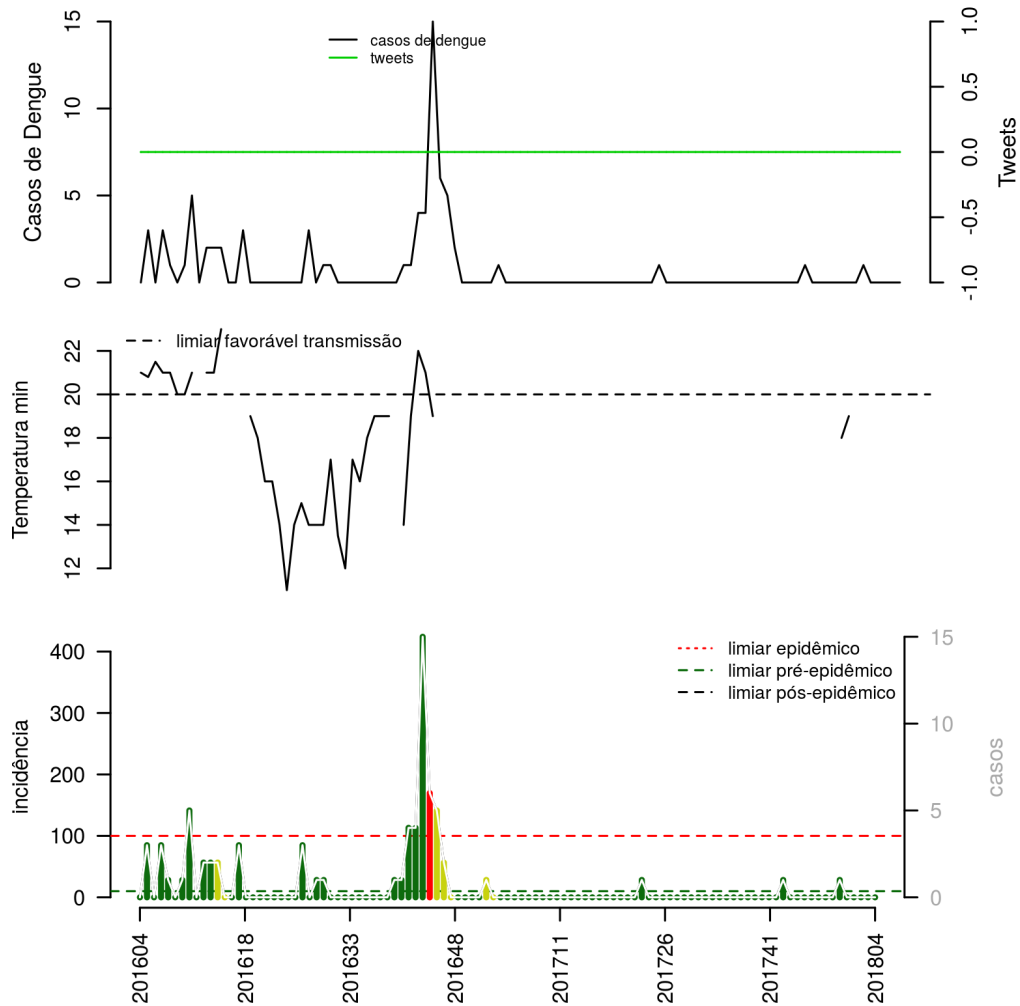 casos de dengue
tweets
Casos de Dengue
0
5
10
15
Tweets
-1.0
-0.5
0.0
0.5
1.0
limiar favorável transmissão
Temperatura min
12
14
16
18
20
22
limiar epidêmico
limiar pré-epidêmico
limiar pós-epidêmico
incidência
0
100
200
300
400
casos
0
5
10
15
201604
201618
201633
201648
201711
201726
201741
201804